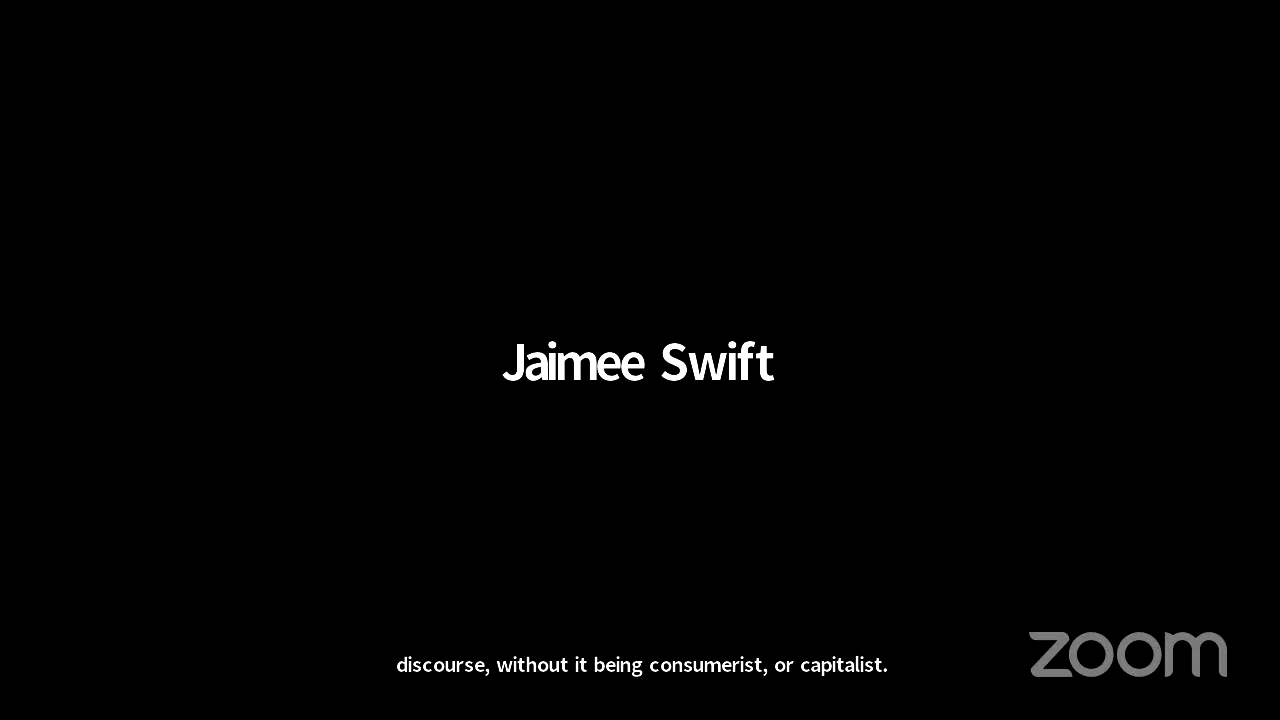 Jaimee Swift
discourse, without it being consumerist, or capitalist.
zoom